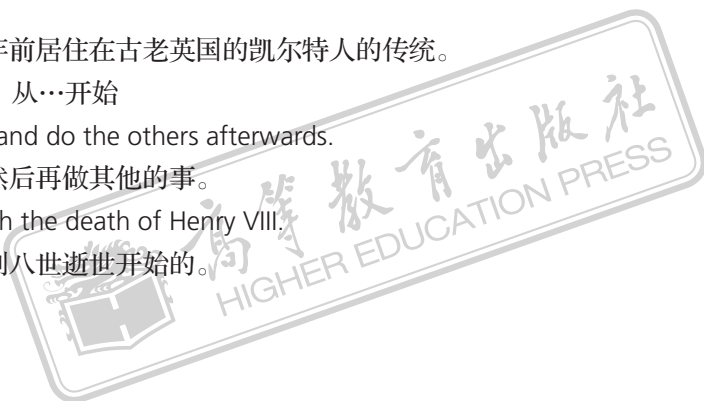 年前居住在古老英国的凯尔特人的传统。
从…开始
and do the others afterwards.
然后再做其他的事。
h the death of Henry VIII.
利八世逝世开始的。
高等教育出版社
HIGHER EDUCATION PRESS